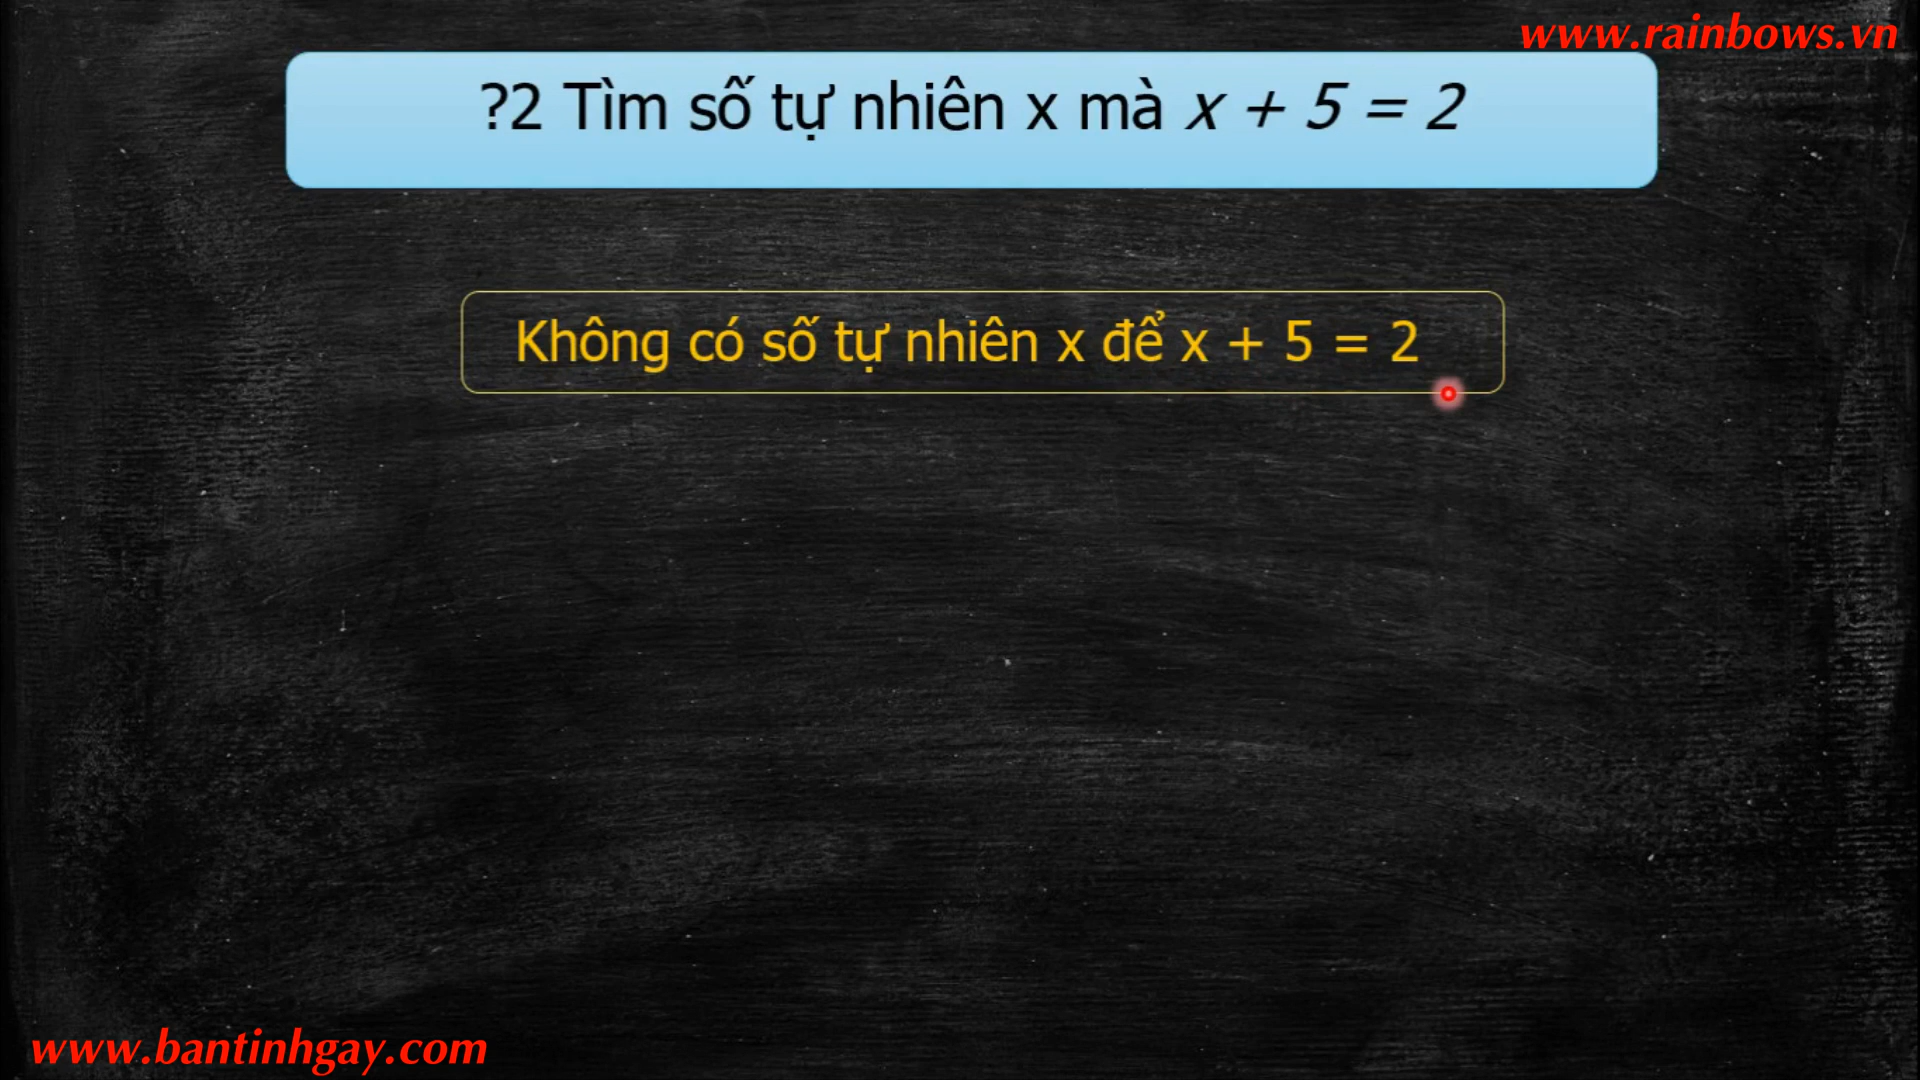 www.rainbows.vn
?2 Tìm số tự nhiên x mà x + 5 = 2
Không có số tự nhiên x để x + 5 = 2
www.bantinhgay.com